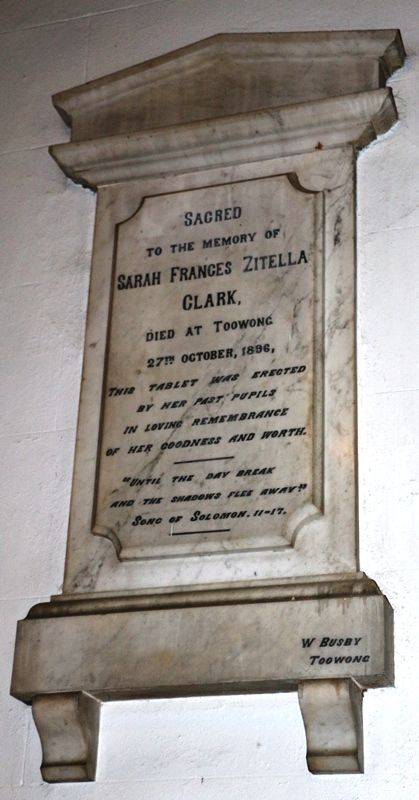 SACRED
TO THE MEMORY OF
SARAH FRANCES ZITELLA
CLARK,
DIED AT TOOWONG
27TH OCTOBER, 1896,
THIS TABLET WAS ERECTED
BY HER PAST PUPILS
IN LOVING REMEMBRANCE
OF HER GOODNESS AND WORTH.
"UNTIL THE DAY BREAK
AND THE SHADOWS FLEE AWAY"
SONG OF SOLOMON. 11-17.
W BUSBY
TOOWONG